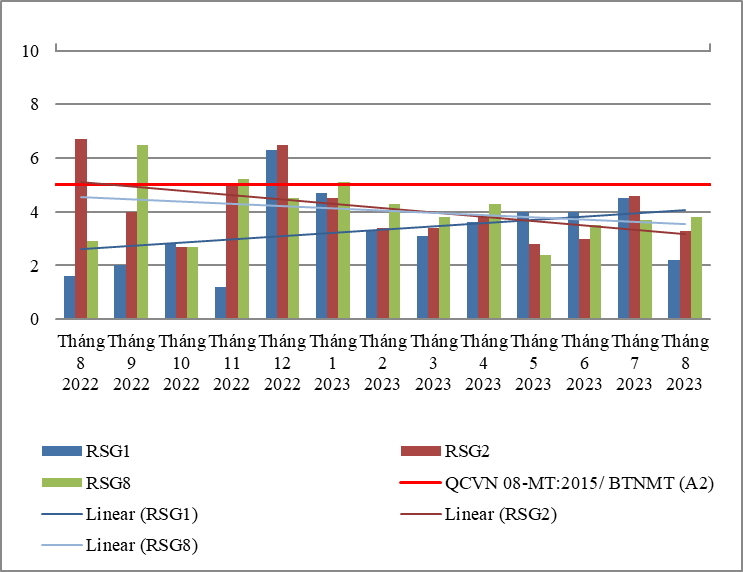 10
8
6
4
2
0
Tháng Tháng Tháng Tháng Tháng Tháng Tháng Tháng Tháng Tháng Tháng Tháng Tháng
8 9 10 11 12 1 2 3 4 5 6 7 8
2022 2022 2022 2022 2022 2023 2023 2023 2023 2023 2023 2023 2023
RSG1 RSG2
RSG8 QCVN 08-MT:2015/ BTNMT (A2)
Linear (RSG1) Linear (RSG2)
Linear (RSG8)